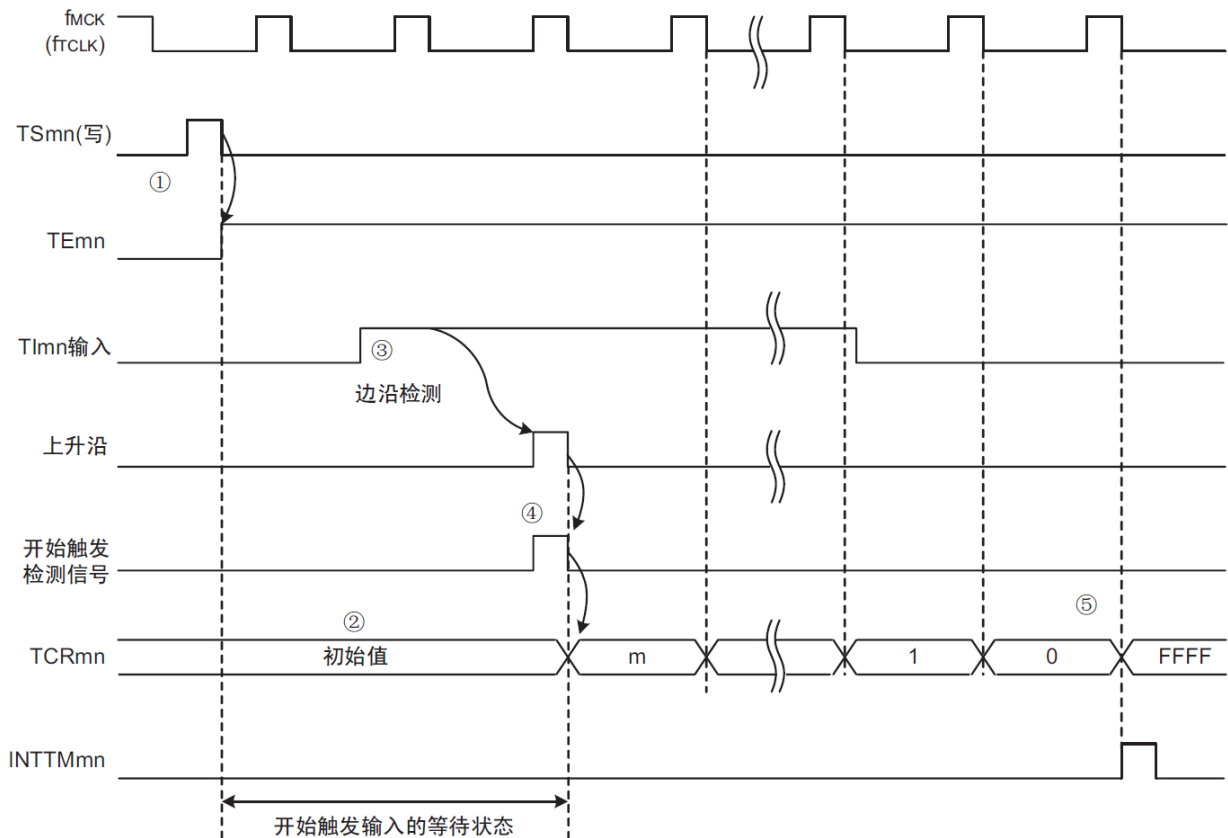 fMCK
(fTCLK)
TSmn(写)
①
TEmn
TImn输入
③
边沿检测
上升沿
④
开始触发
检测信号
②
⑤
TCRmn
初始值
m
1
0
FFFF
INTTMmn
开始触发输入的等待状态